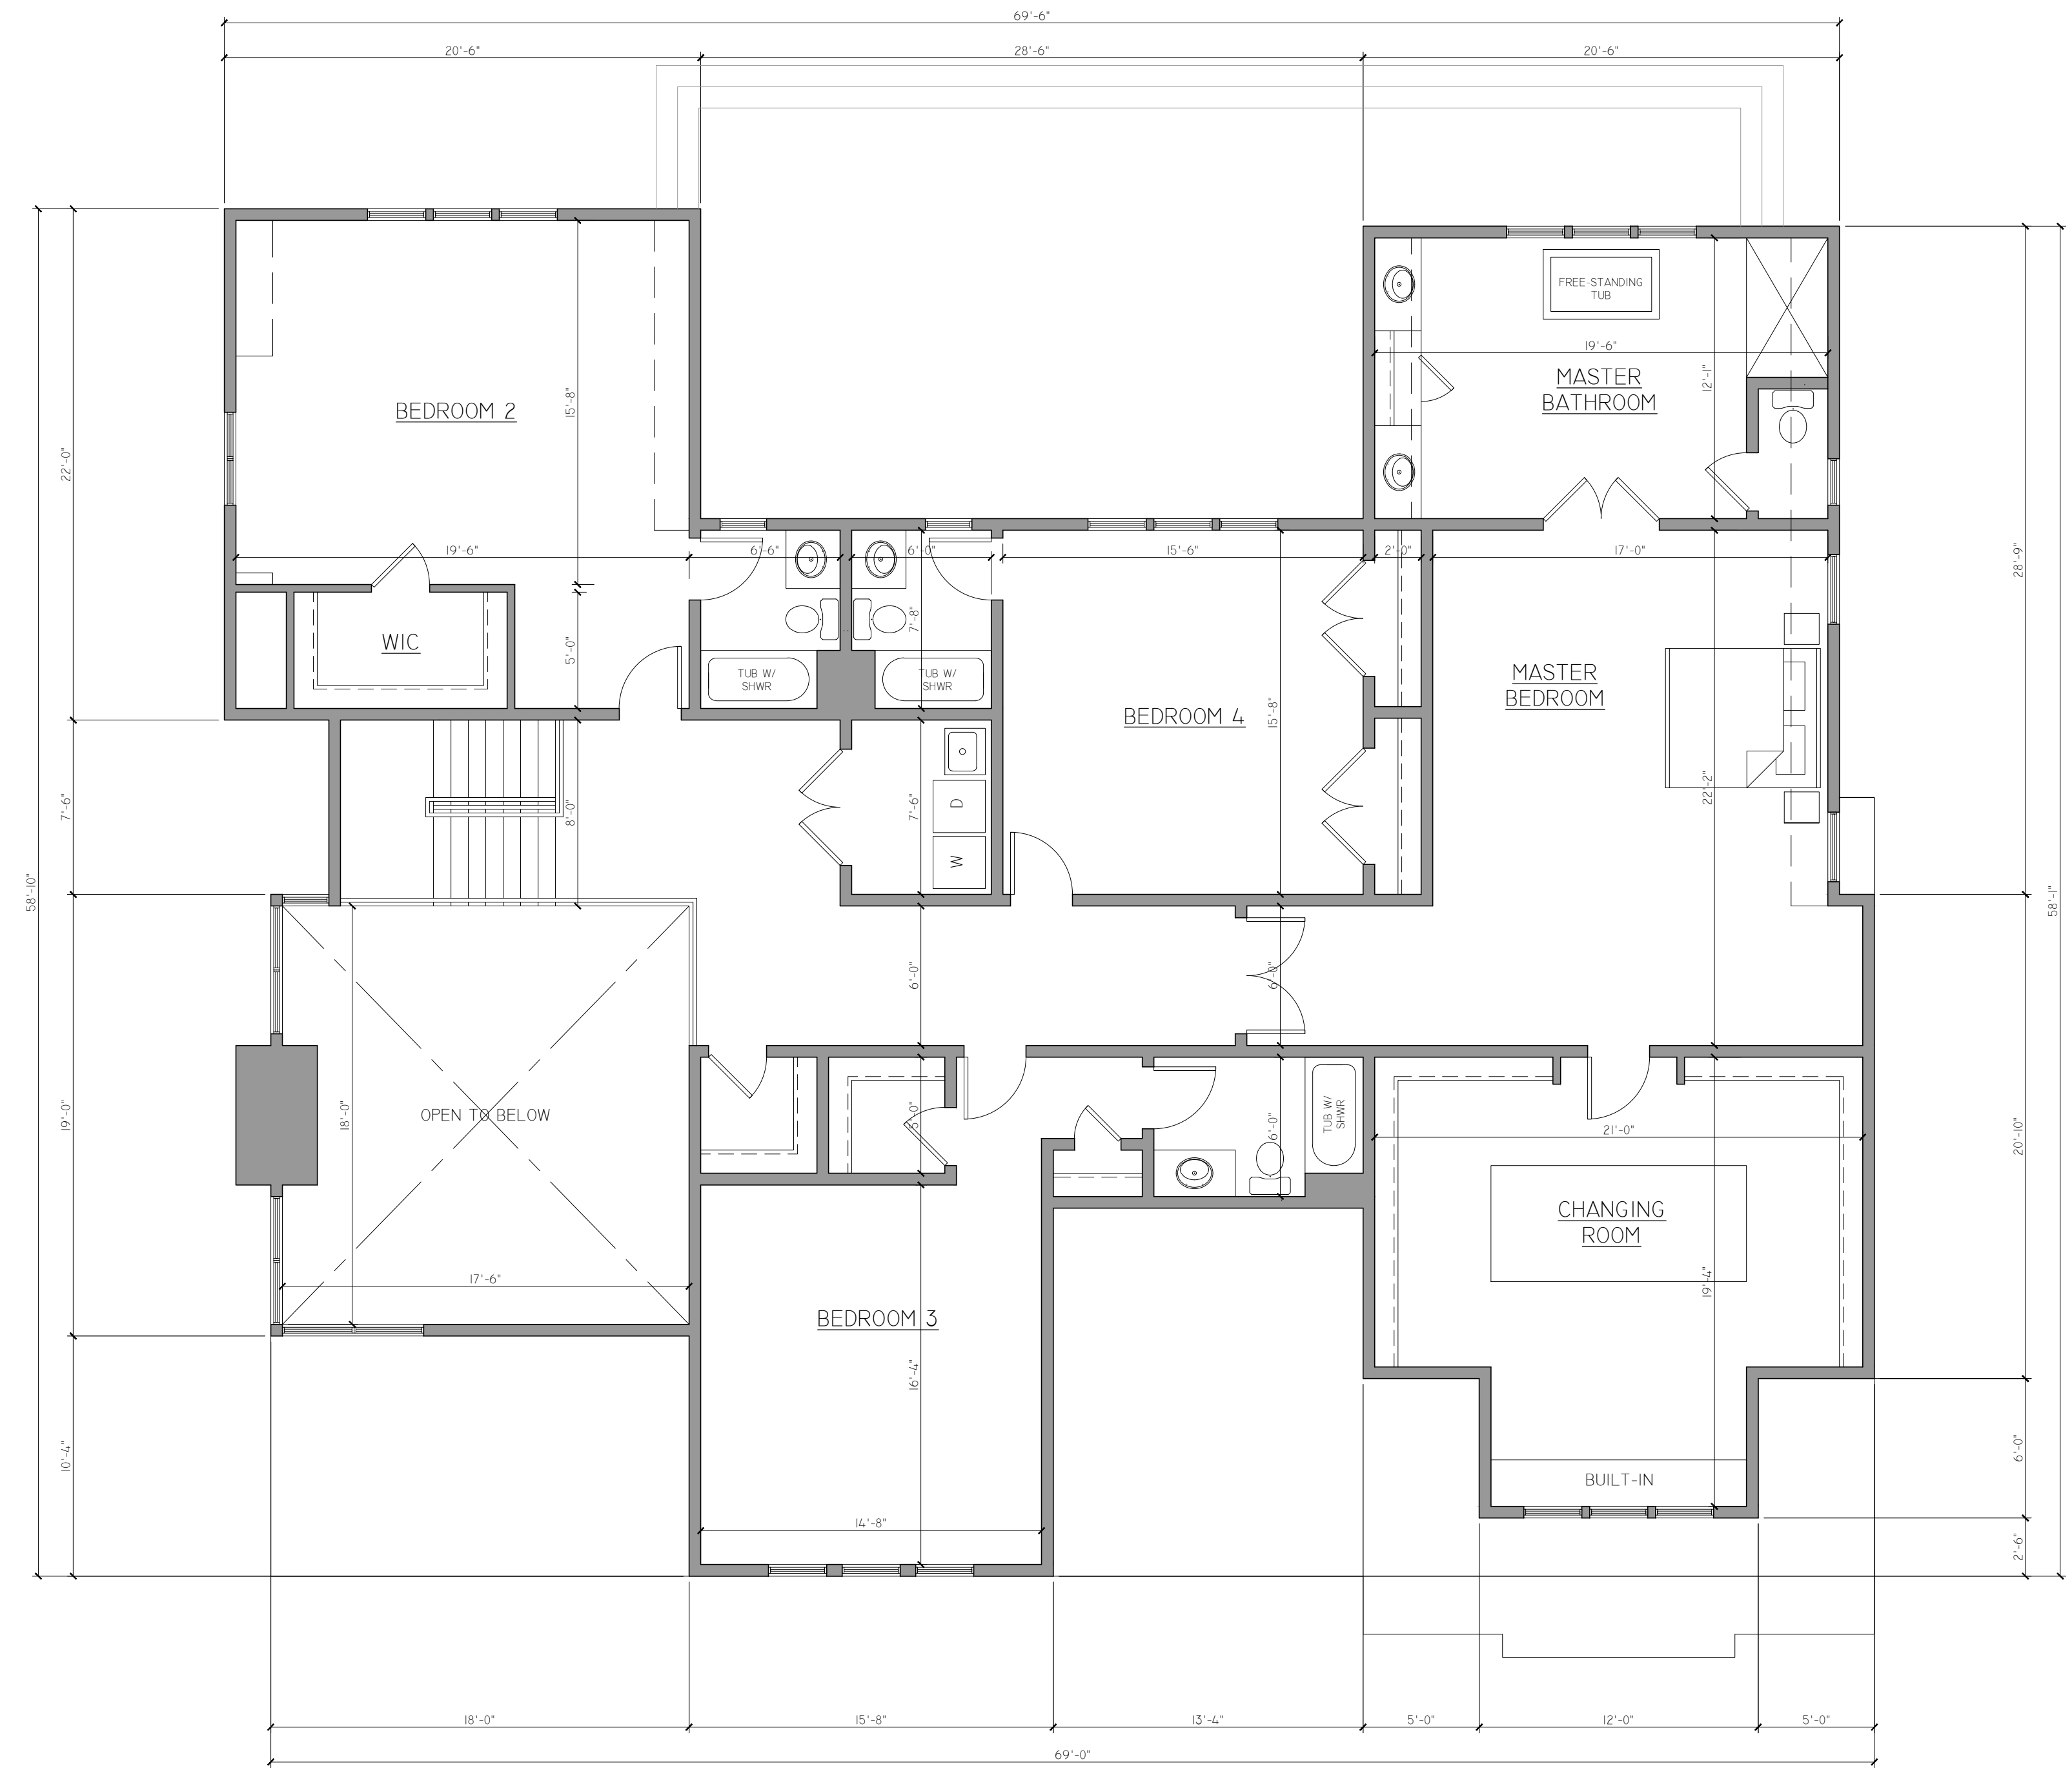 69'-6"
20'-6"
28'-6"
20'-6"
FREE-STANDING
TUB
19'-6"
MASTER
BATHROOM
12'-1"
BEDROOM 2
15'-8"
22'-0"
28'-9"
19'-6"
6'-6"
6'-0"
15'-6"
2'-0"
17'-0"
7'-8"
WIC
5'-0"
TUB W/
SHWR
TUB W/
SHWR
MASTER
BEDROOM
BEDROOM 4
15'-8"
22'-2"
7'-6"
8'-0"
7'-6"
D
W
58'-10"
58'-1"
6'-0"
6'-0"
OPEN TO BELOW
18'-0"
19'-0"
5'-0"
6'-0"
TUB W/
SHWR
21'-0"
20'-10"
CHANGING
ROOM
17'-6"
19'-4"
BEDROOM 3
16'-4"
10'-4"
6'-0"
BUILT-IN
14'-8"
2'-6"
18'-0"
15'-8"
13'-4"
5'-0"
12'-0"
5'-0"
69'-0"